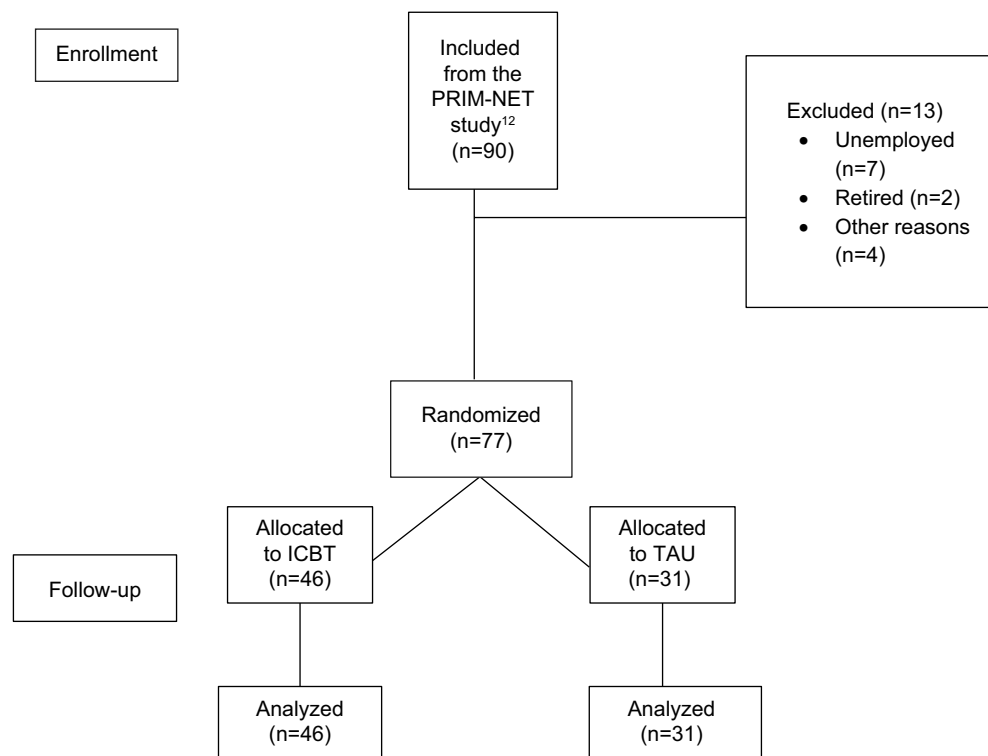 Enrollment
Included
from the
PRIM-NET
study12
(n=90)
Excluded (n=13)
• Unemployed
(n=7)
• Retired (n=2)
• Other reasons
(n=4)
Randomized
(n=77)
Allocated
to ICBT
(n=46)
Allocated
to TAU
(n=31)
Follow-up
Analyzed
(n=46)
Analyzed
(n=31)